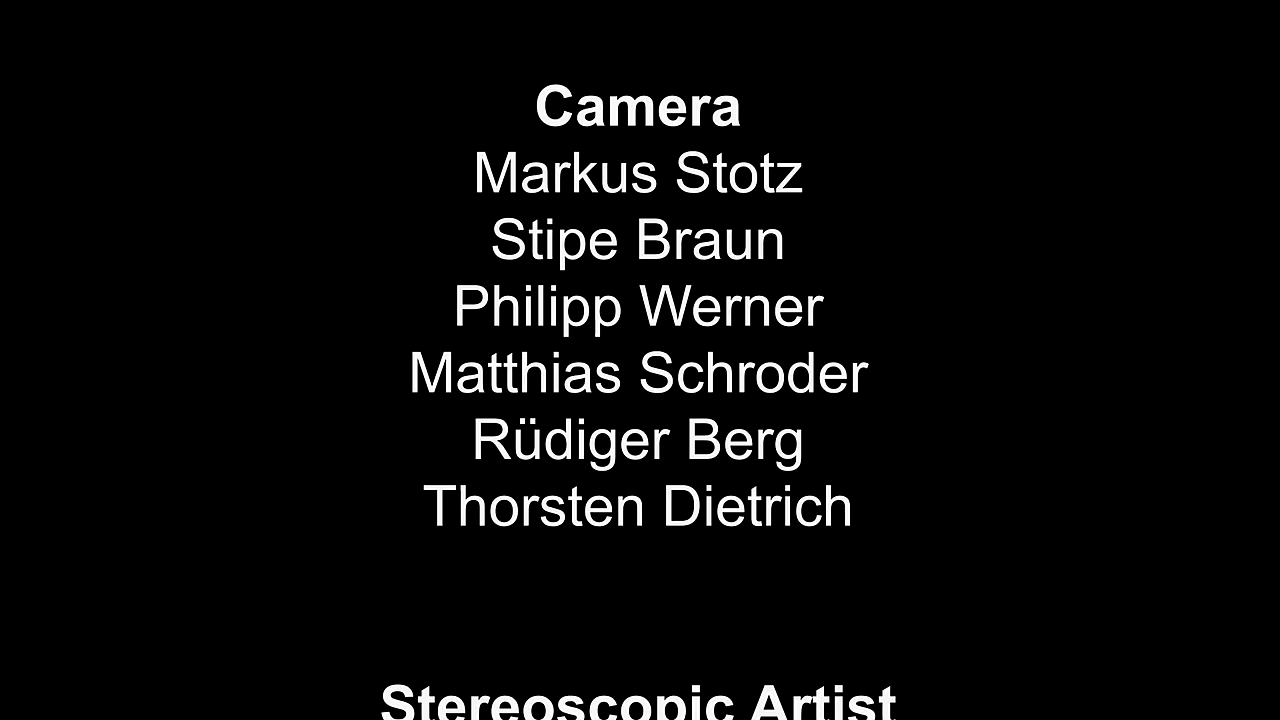 Camera
Markus Stotz
Stipe Braun
Philipp Werner
Matthias Schroder
Rüdiger Berg
Thorsten Dietrich
Stereoscopic Artist